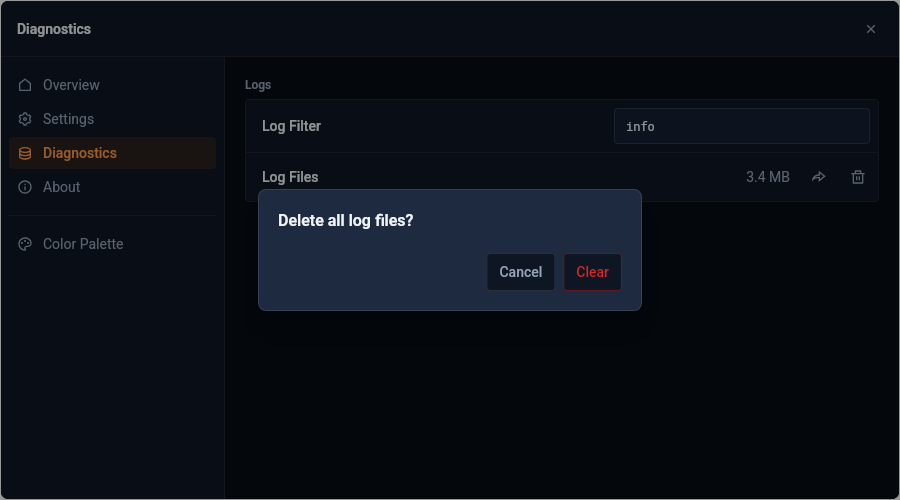 Diagnostics
Overview
Settings
Diagnostics
About
Color Palette
Logs
Log Filter
info
Log Files
3.4 MB
Delete all log files?
Cancel
Clear